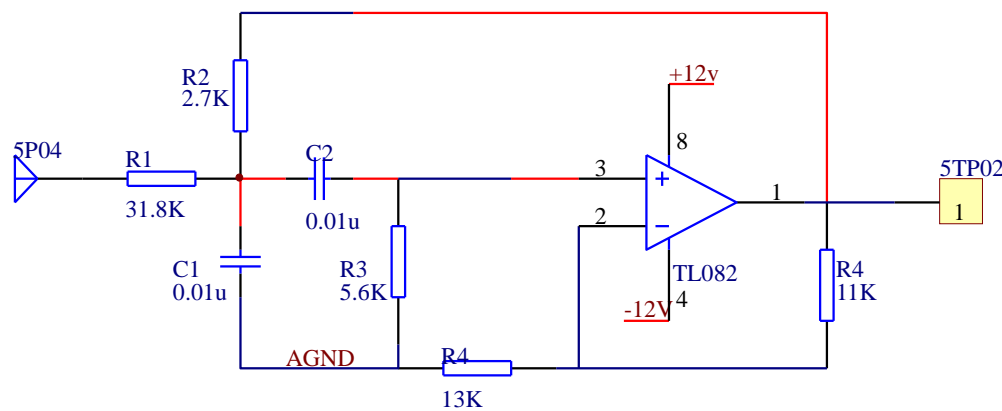 +12v
R2
2.7K
8
5P04
R1
C2
3
5TP02
1
1
31.8K
0.01u
2
C1
0.01u
R3
5.6K
TL082
R4
11K
-12V
4
AGND
R4
13K